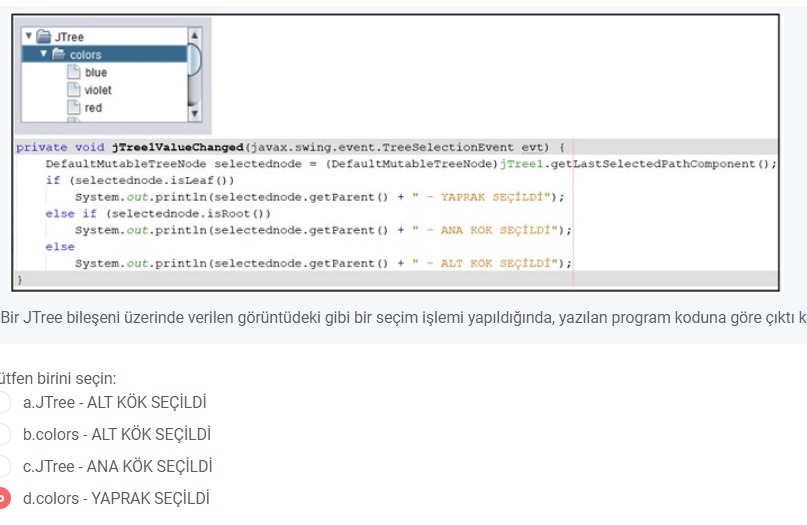 JTree
colors
blue
violet
red
private void jTree1ValueChanged(javax.swing.event.TreeSelectionEvent evt) {
DefaultMutableTreeNode selectednode = (DefaultMutableTreeNode)jTree1.getLastSelectedPathComponent();
if (selectednode.isLeaf())
System.out.println(selectednode.getParent() + " - YAPRAK SEÇİLDİ");
else if (selectednode.isRoot())
System.out.println(selectednode.getParent() + " - ANA KÖK SEÇİLDİ");
else
System.out.println(selectednode.getParent() + " - ALT KÖK SEÇİLDİ");
}
Bir JTree bileşeni üzerinde verilen görüntüdeki gibi bir seçim işlemi yapıldığında, yazılan program koduna göre çıktı k
ütfen birini seçin:
a.JTree - ALT KÖK SEÇİLDİ
b.colors - ALT KÖK SEÇİLDİ
c.JTree - ANA KÖK SEÇİLDİ
d.colors - YAPRAK SEÇİLDİ